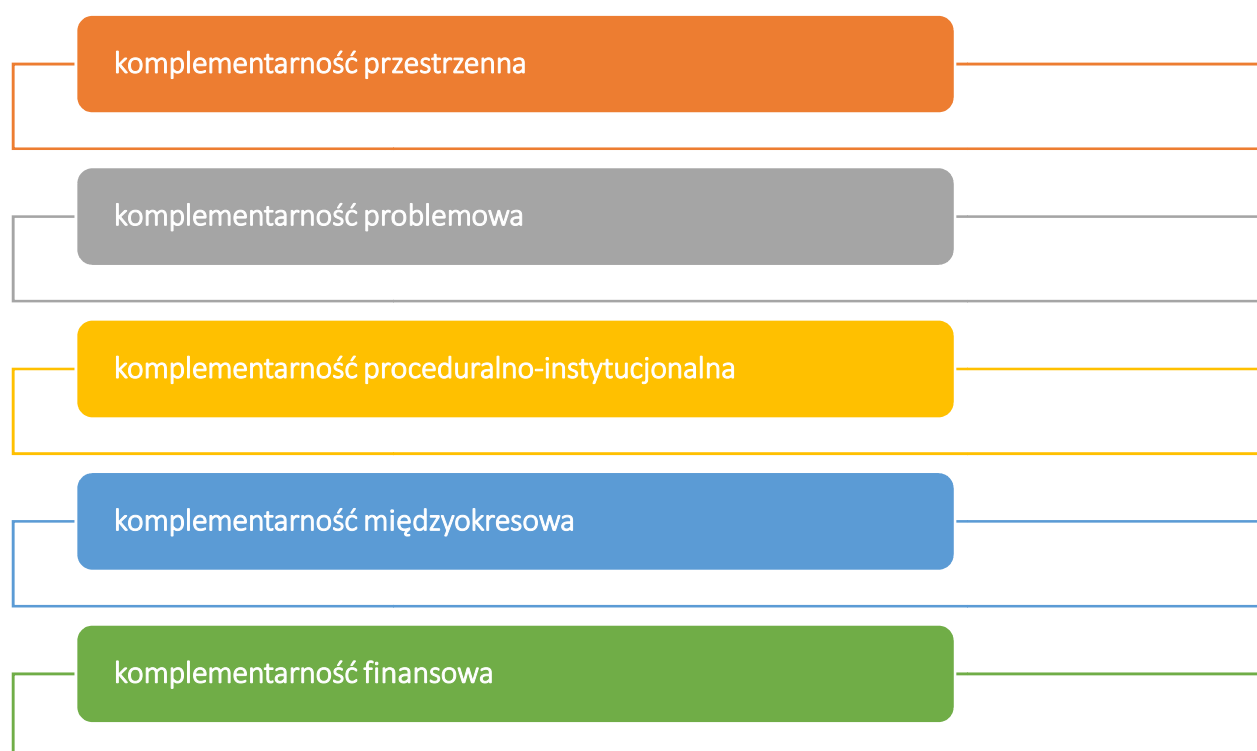 komplementarność przestrzenna
komplementarność problemowa
komplementarność proceduralno-instytucjonalna
komplementarność międzyokresowa
komplementarność finansowa